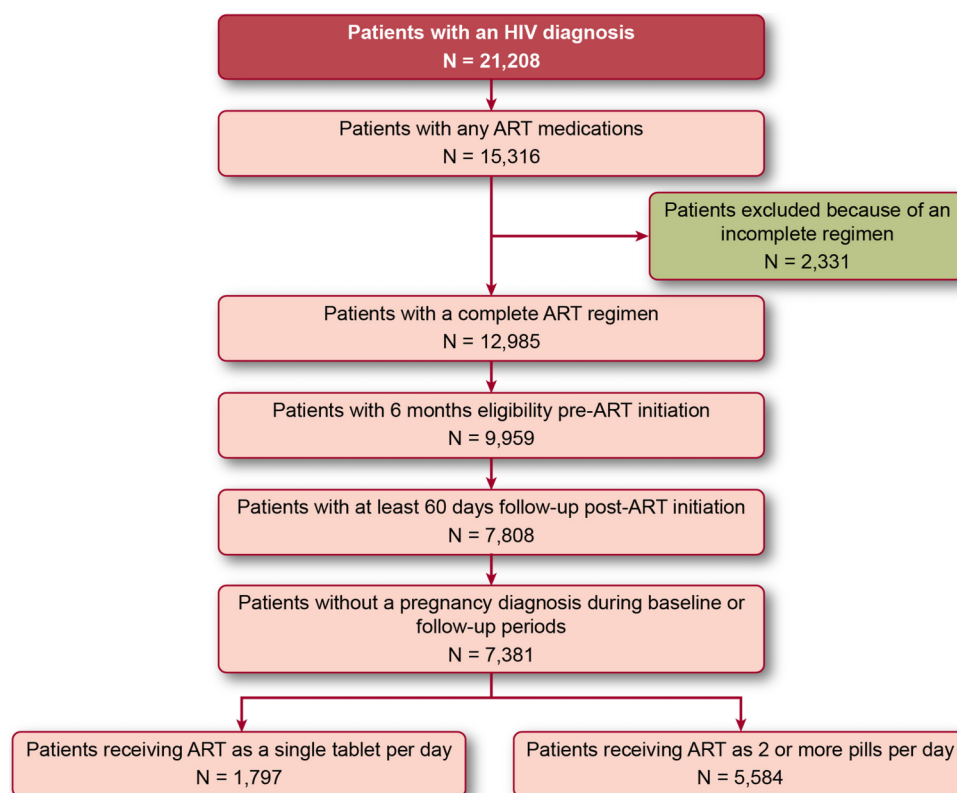 Patients with an HIV diagnosis
N = 21,208
Patients with any ART medications
N = 15,316
Patients excluded because of an
incomplete regimen
N = 2,331
Patients with a complete ART regimen
N = 12,985
Patients with 6 months eligibility pre-ART initiation
N = 9,959
Patients with at least 60 days follow-up post-ART initiation
N = 7,808
Patients without a pregnancy diagnosis during baseline or
follow-up periods
N = 7,381
Patients receiving ART as a single tablet per day
N = 1,797
Patients receiving ART as 2 or more pills per day
N = 5,584